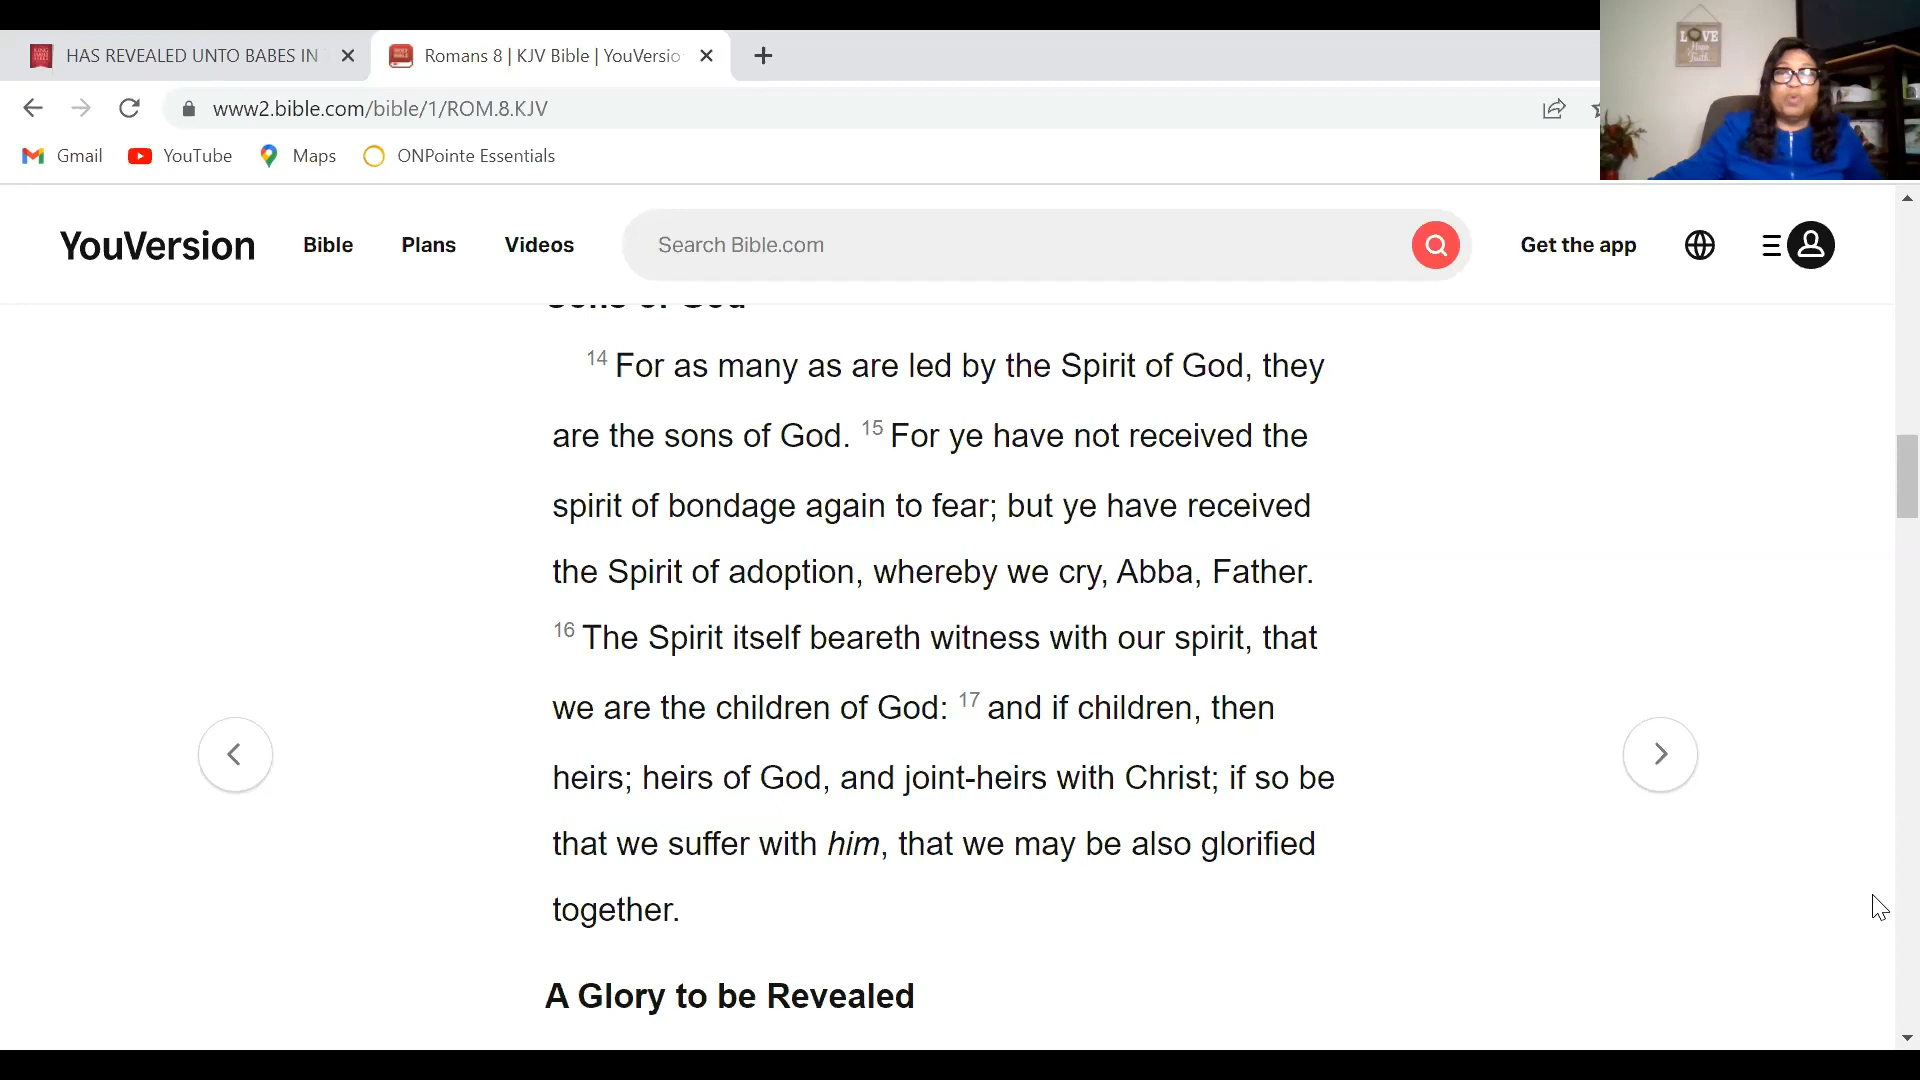 HAS REVEALED UNTO BABES IN
Romans 8 | KJV Bible | YouVersio
www2.bible.com/bible/1/ROM.8.KJV
Gmail
YouTube
Maps
ONPointe Essentials
LOVE
Hope
Faith
YouVersion
Bible
Plans
Videos
Search Bible.com
Get the app
Sons of God
14 For as many as are led by the Spirit of God, they
are the sons of God. 15 For ye have not received the
spirit of bondage again to fear; but ye have received
the Spirit of adoption, whereby we cry, Abba, Father.
16 The Spirit itself beareth witness with our spirit, that
we are the children of God: 17 and if children, then
heirs; heirs of God, and joint-heirs with Christ; if so be
that we suffer with him, that we may be also glorified
together.
A Glory to be Revealed